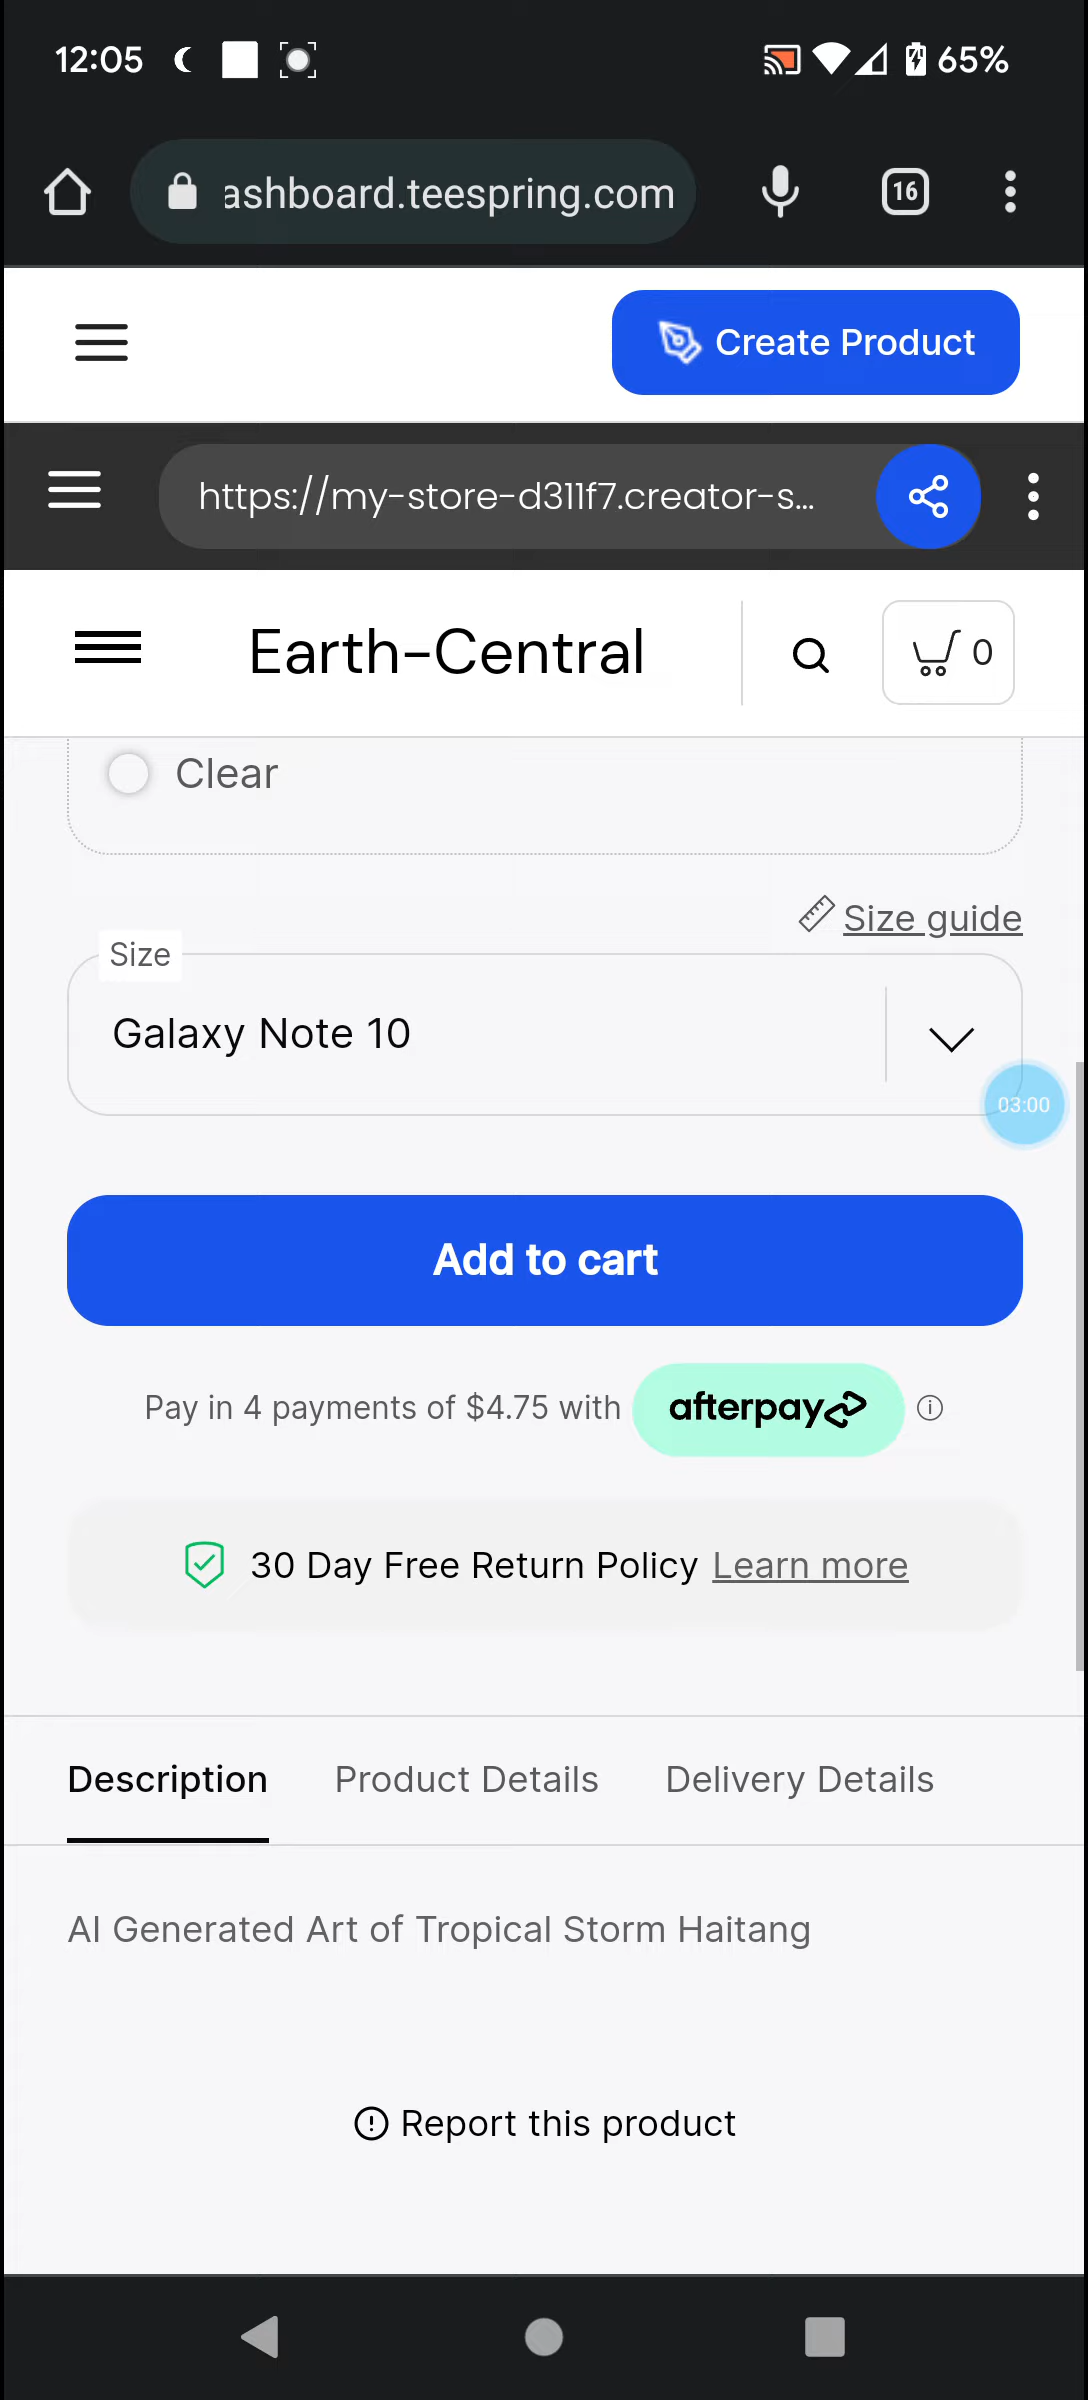 12:05 65%
ashboard.teespring.com 16
Create Product
https://my-store-d311f7.creator-s...
Earth-Central 0
Clear
Size guide
Size
Galaxy Note 10
03:00
Add to cart
Pay in 4 payments of $4.75 with afterpay
30 Day Free Return Policy Learn more
Description Product Details Delivery Details
AI Generated Art of Tropical Storm Haitang
Report this product